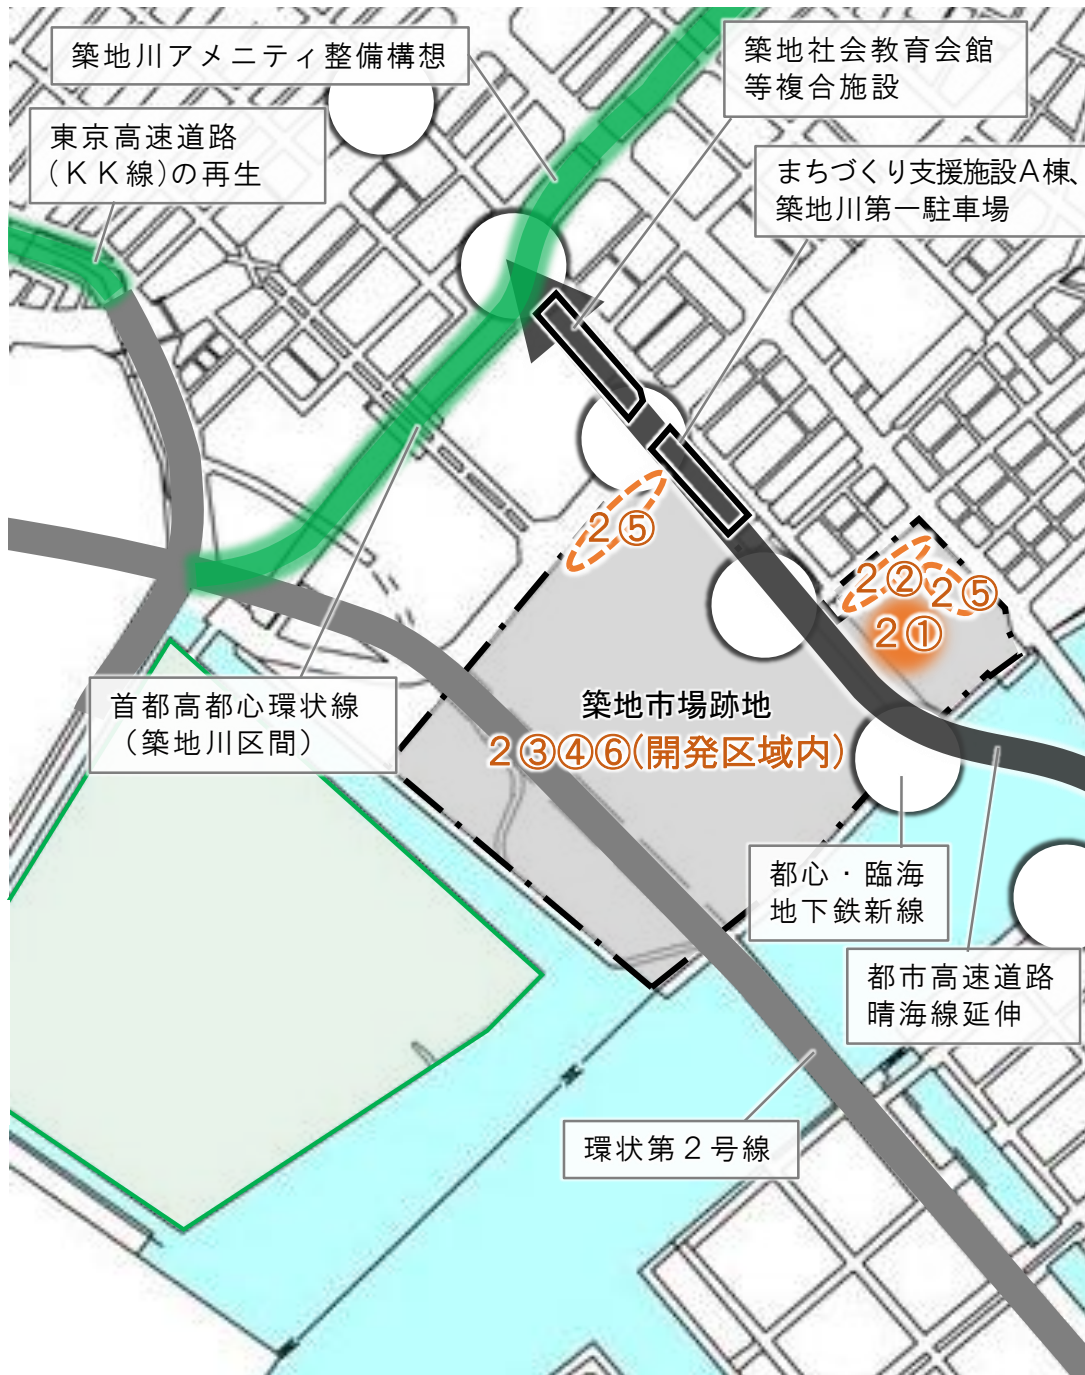 築地川アメニティ整備構想
築地社会教育会館
等複合施設
東京高速道路
(ＫＫ線)の再生
まちづくり支援施設Ａ棟、
築地川第一駐車場
2⑤
2②
2⑤
2①
築地市場跡地
2③④⑥(開発区域内)
首都高都心環状線
（築地川区間）
都心・臨海
地下鉄新線
都市高速道路
晴海線延伸
環状第２号線